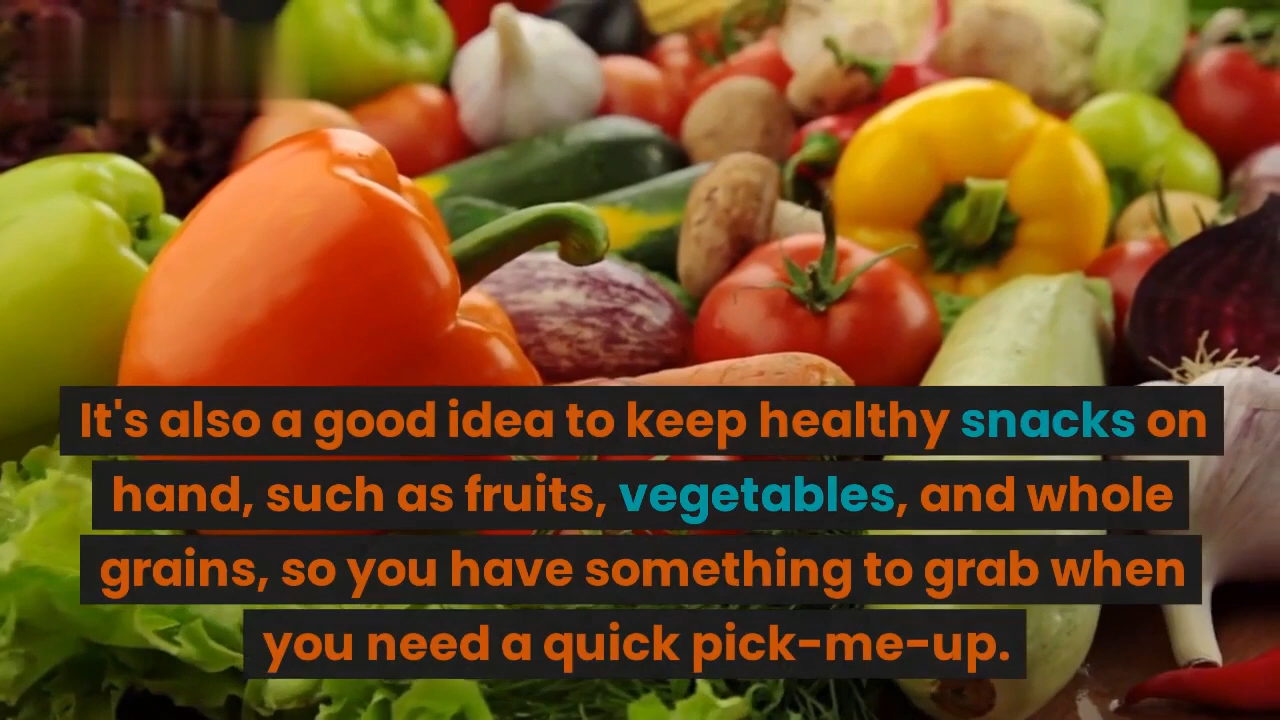 It's also a good idea to keep healthy snacks on
hand, such as fruits, vegetables, and whole
grains, so you have something to grab when
you need a quick pick-me-up.